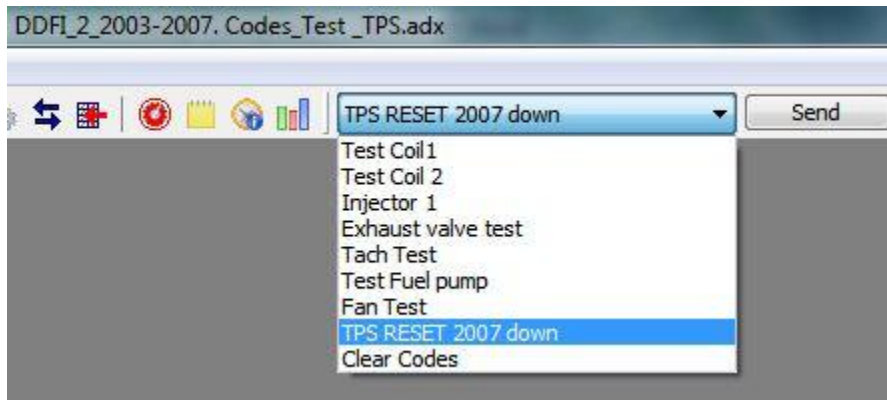 DDFI_2_2003-2007. Codes_Test _TPS.adx
TPS RESET 2007 down
Send
Test Coil1
Test Coil 2
Injector 1
Exhaust valve test
Tach Test
Test Fuel pump
Fan Test
TPS RESET 2007 down
Clear Codes